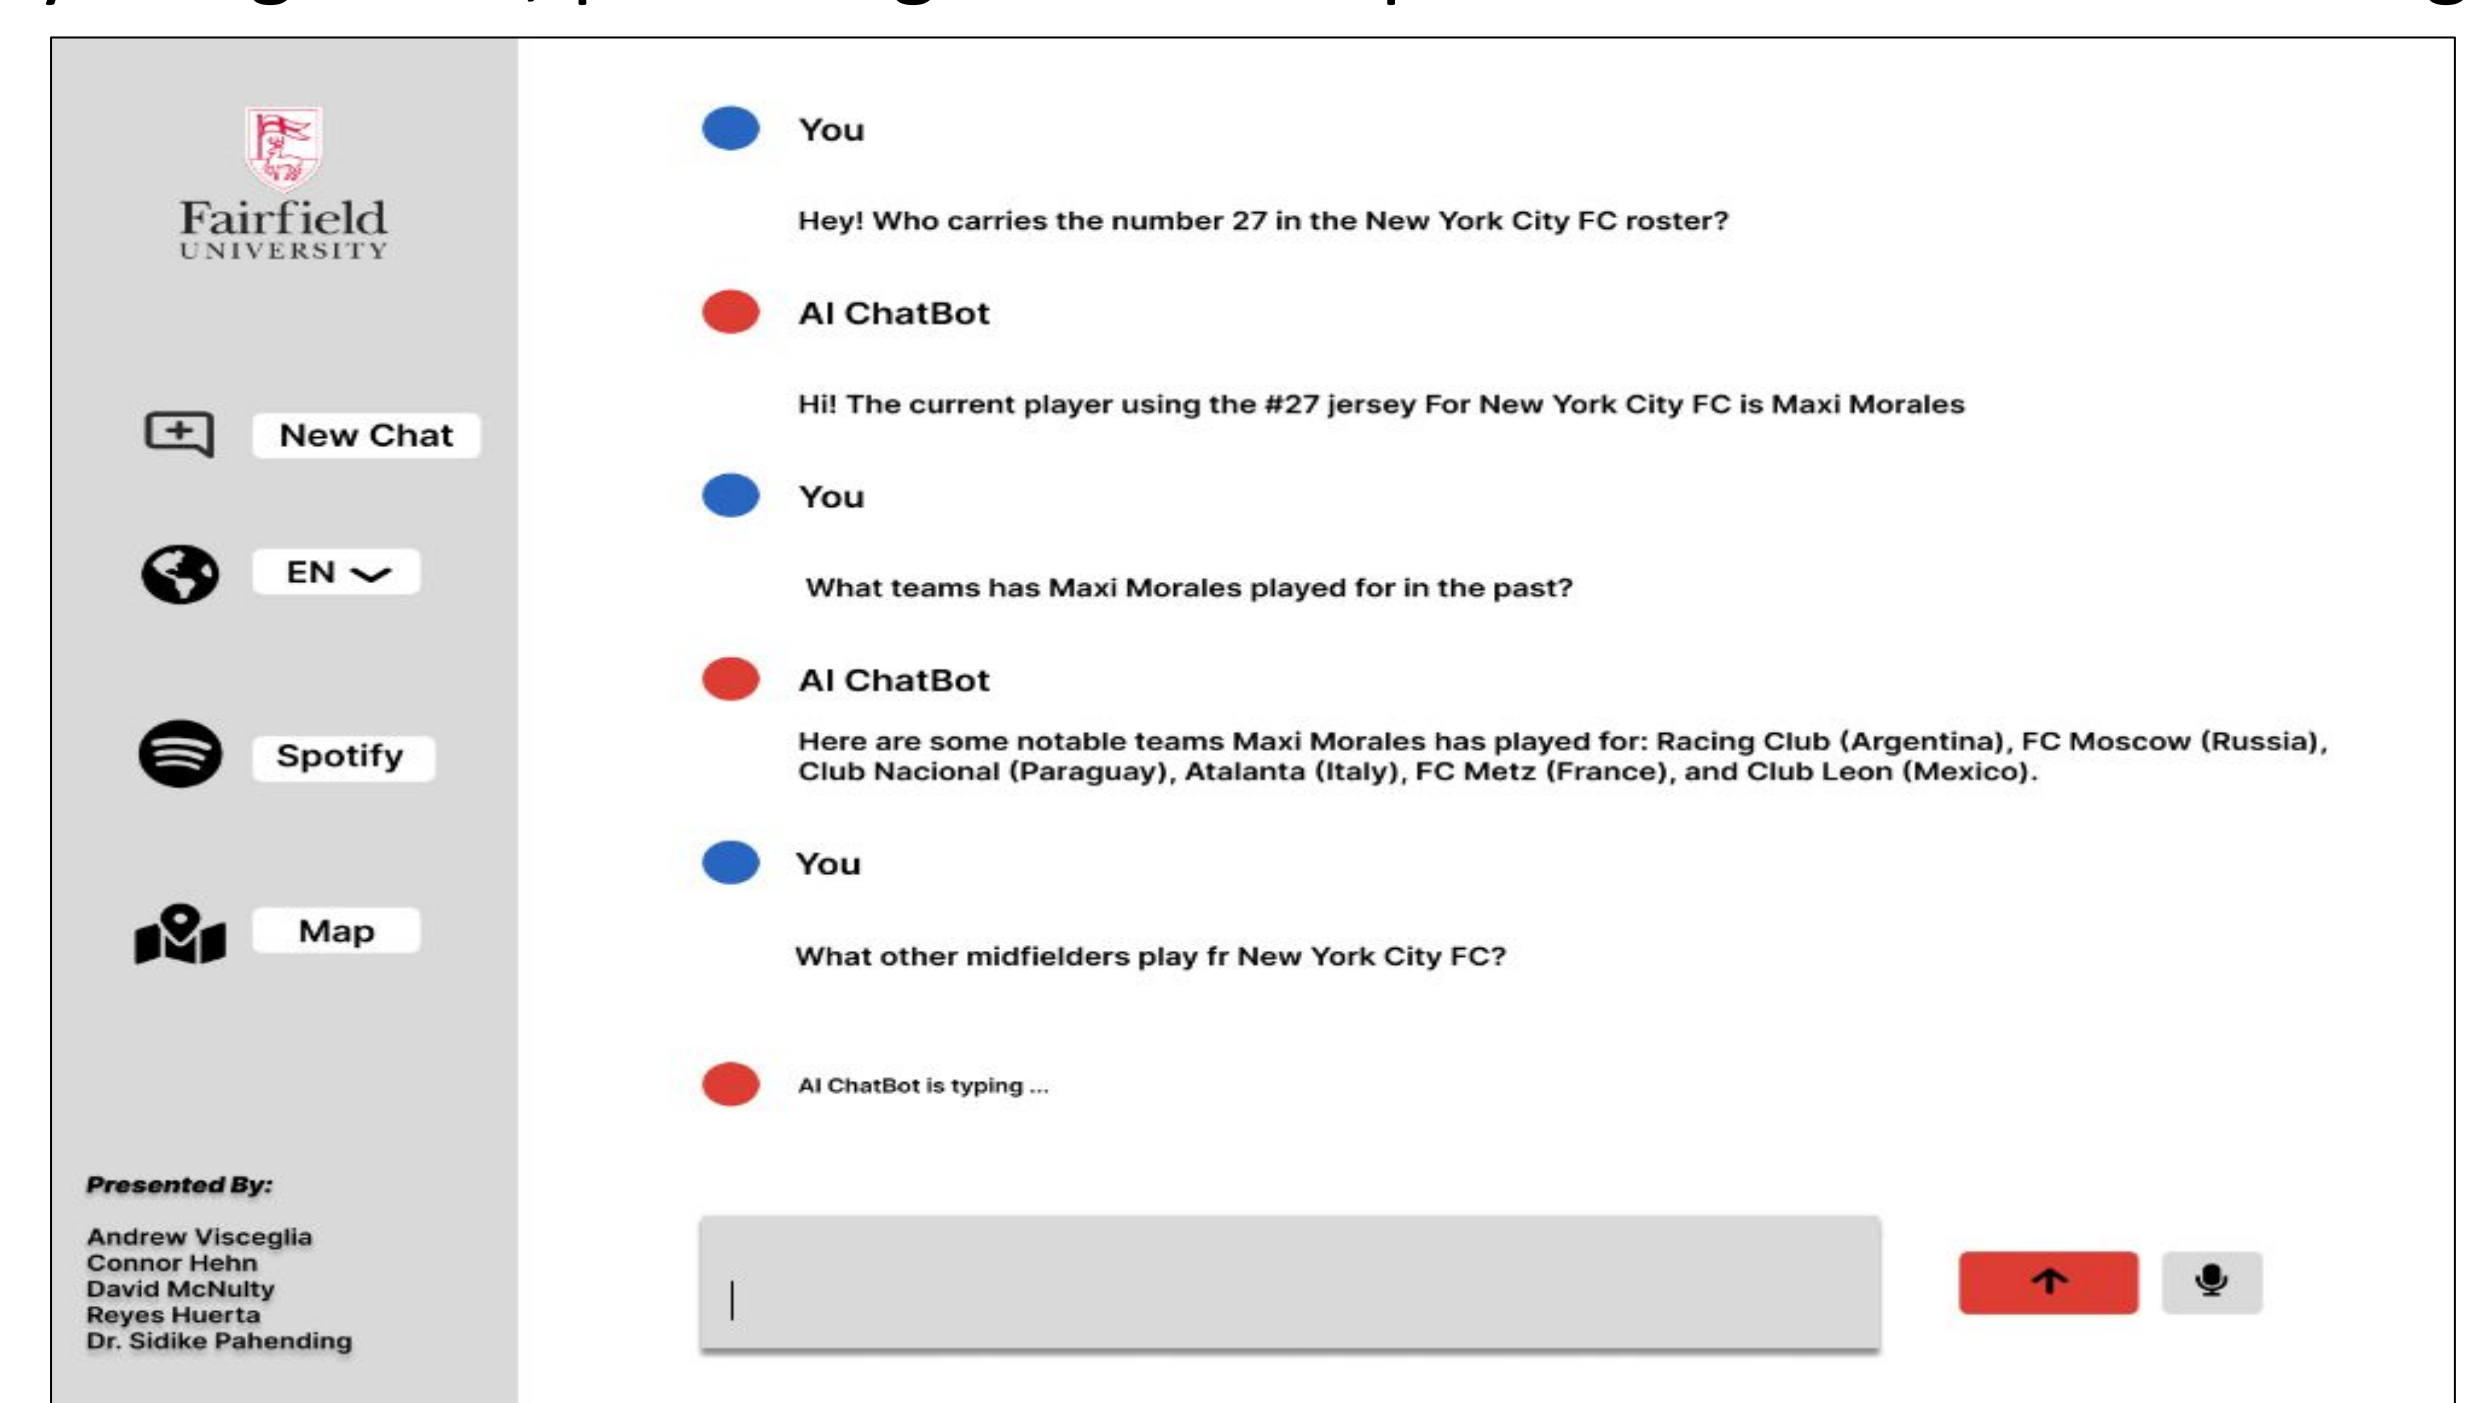 Fairfield
UNIVERSITY
New Chat
EN
Spotify
Map
Presented By:
Andrew Visceglia
Connor Hehn
David McNulty
Reyes Huerta
Dr. Sidike Pahending
You
Hey! Who carries the number 27 in the New York City FC roster?
AI ChatBot
Hi! The current player using the #27 jersey For New York City FC is Maxi Morales
You
What teams has Maxi Morales played for in the past?
AI ChatBot
Here are some notable teams Maxi Morales has played for: Racing Club (Argentina), FC Moscow (Russia),
Club Nacional (Paraguay), Atalanta (Italy), FC Metz (France), and Club Leon (Mexico).
You
What other midfielders play fr New York City FC?
AI ChatBot is typing ...